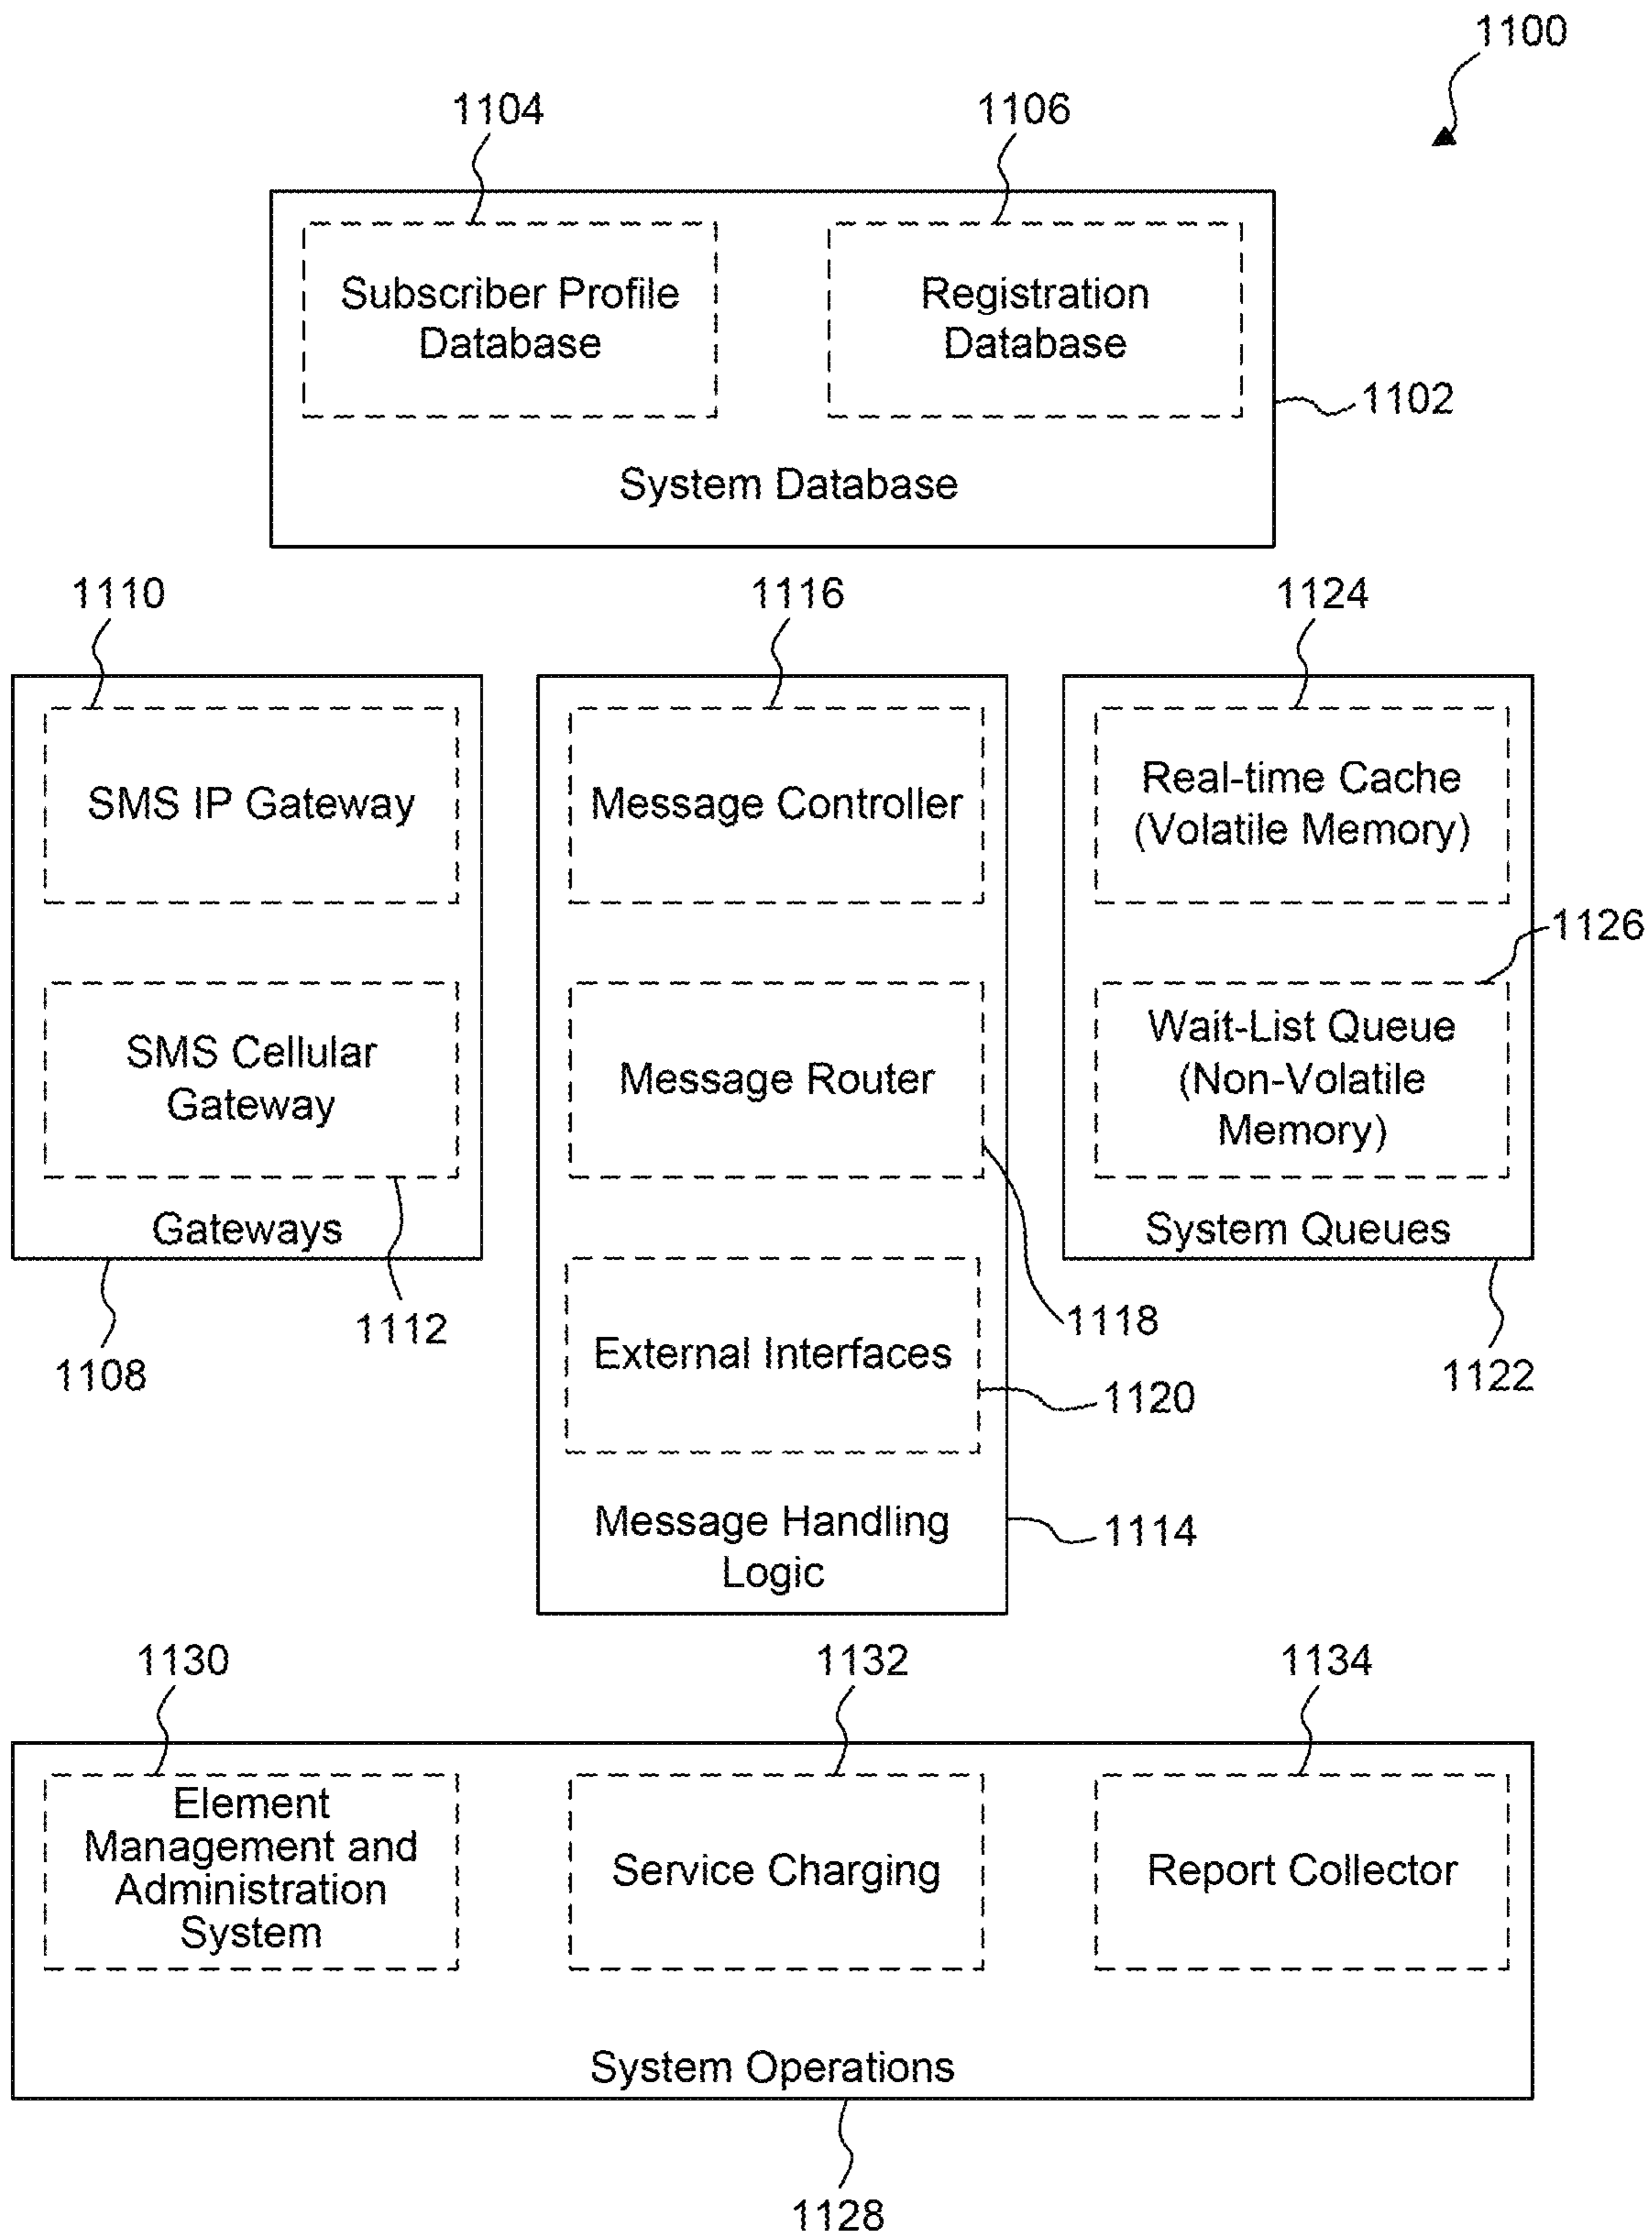 1100
1104
1106
Subscriber Profile
Database
Registration
Database
1102
System Database
1110
1116
1124
SMS IP Gateway
Message Controller
Real-time Cache
(Volatile Memory)
1126
SMS Cellular
Gateway
Message Router
Wait-List Queue
(Non-Volatile
Memory)
Gateways
System Queues
1112
1118
1108
External Interfaces
1120
1122
Message Handling
Logic
1114
1130
1132
1134
Element
Management and
Administration
System
Service Charging
Report Collector
System Operations
1128